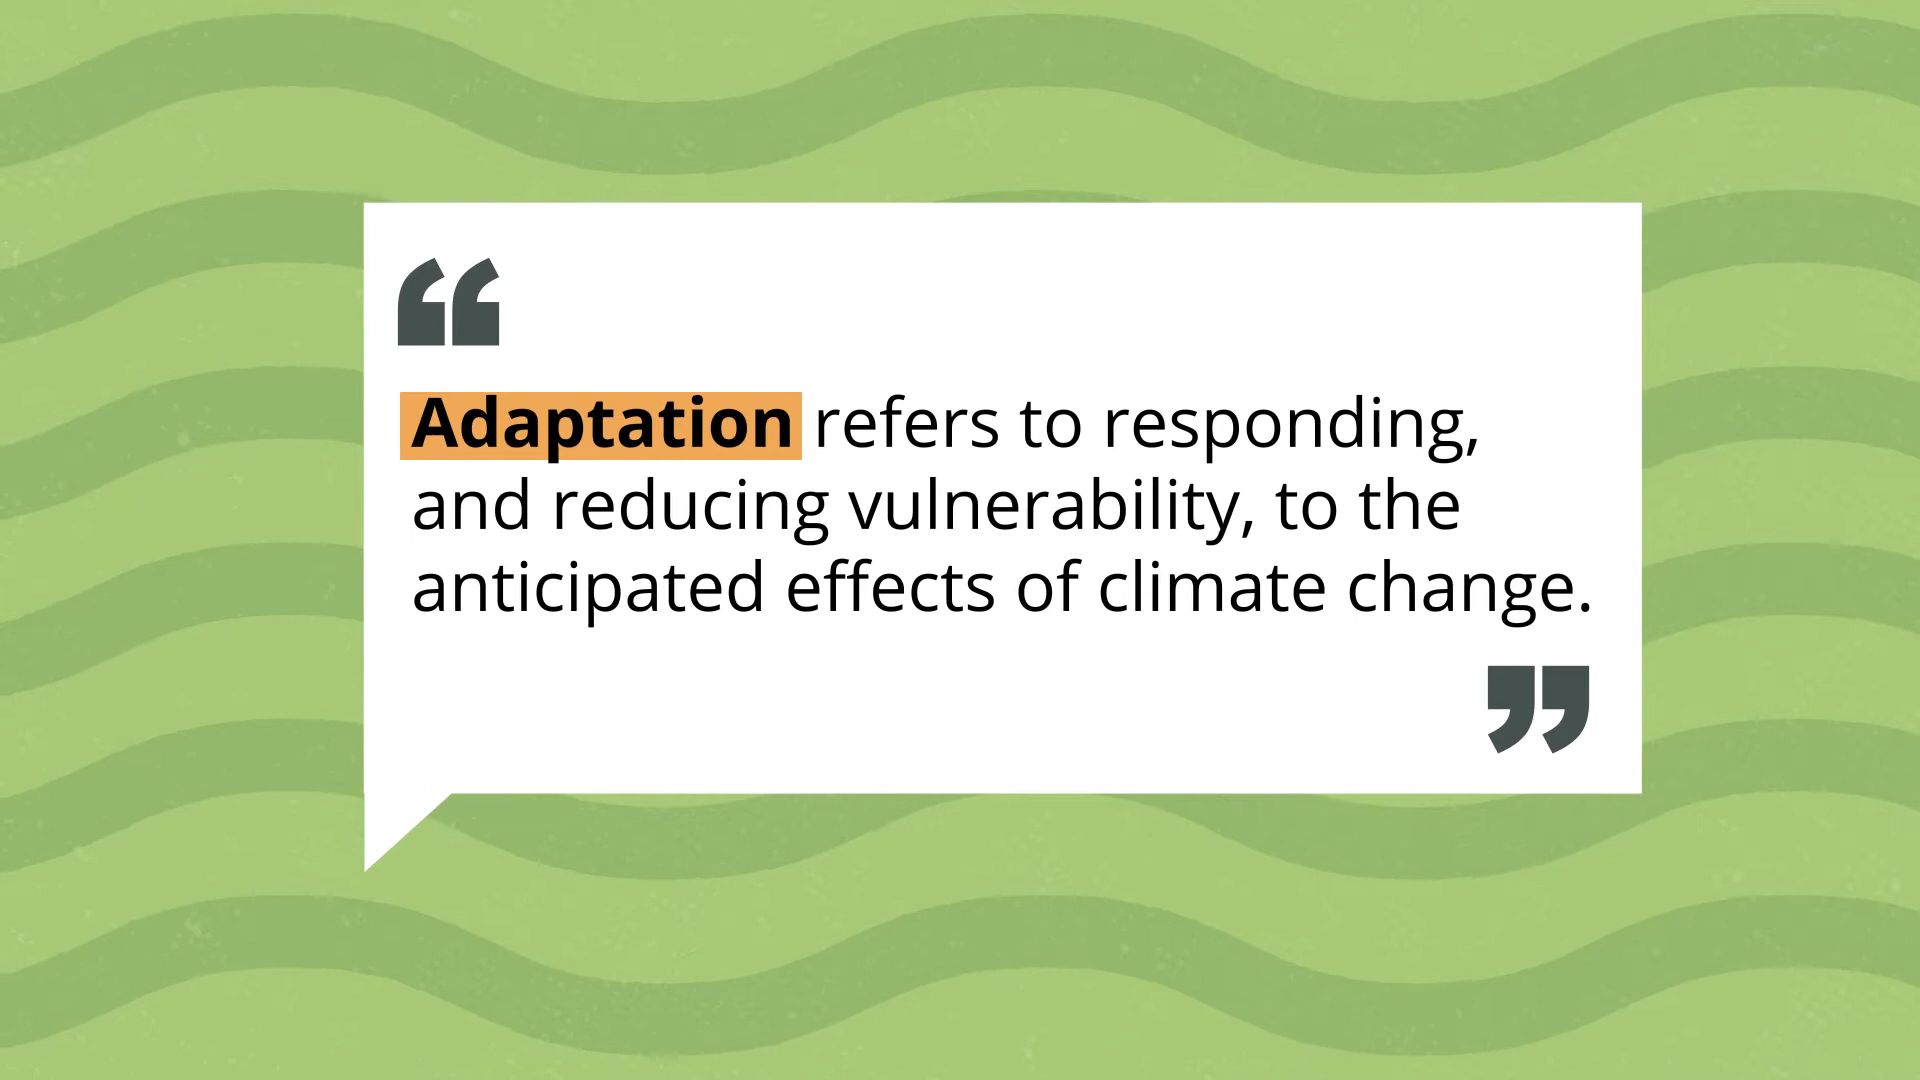 “
Adaptation refers to responding,
and reducing vulnerability, to the
anticipated effects of climate change.
”